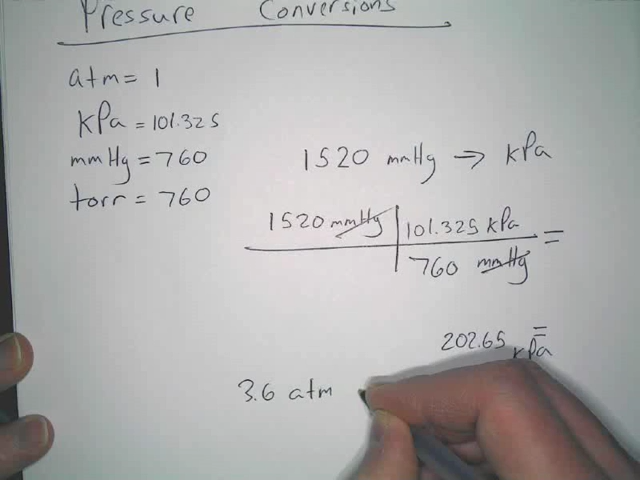 Pressure Conversions
atm = 1
kPa = 101.325
mmHg = 760
torr = 760
1520 mmHg → kPa
1520 mmHg | 101.325 kPa =
760 mmHg
=
202.65 kPa
3.6 atm